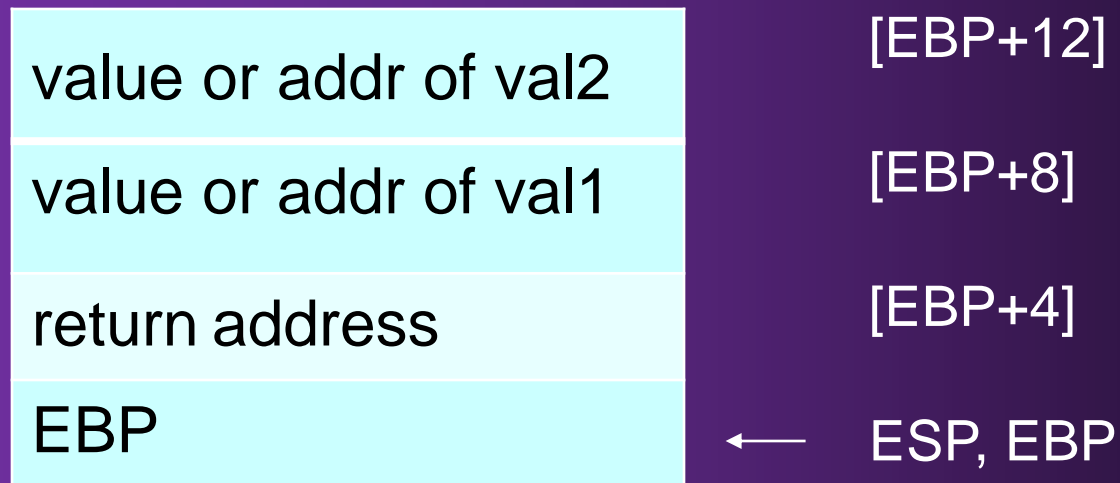 value or addr of val2 [EBP+12]
value or addr of val1 [EBP+8]
return address [EBP+4]
EBP ESP, EBP